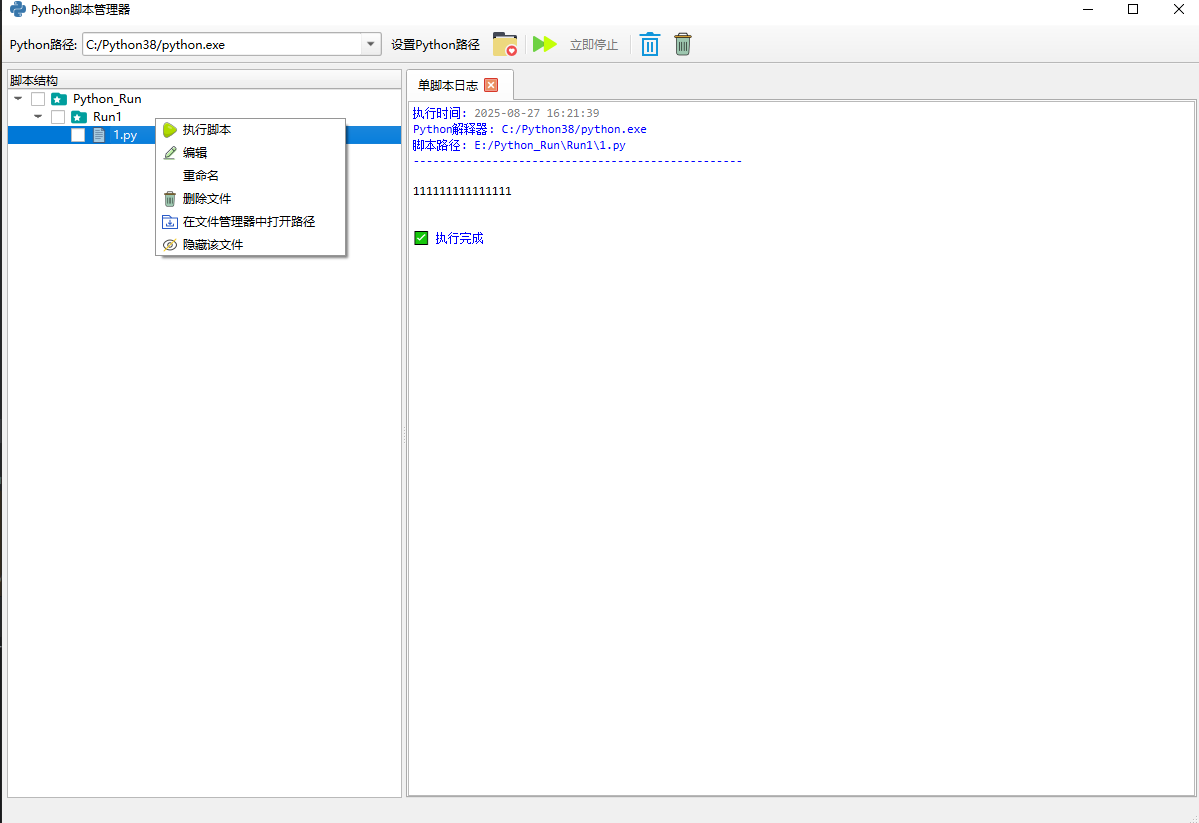 Python脚本管理器
Python路径: C:/Python38/python.exe 设置Python路径 立即停止
脚本结构
Python_Run
Run1
1.py
执行脚本
编辑
重命名
删除文件
在文件管理器中打开路径
隐藏该文件
单脚本日志
执行时间: 2025-08-27 16:21:39
Python解释器: C:/Python38/python.exe
脚本路径: E:/Python_Run\Run1\1.py
-----------------------------------------------
111111111111111
✅ 执行完成